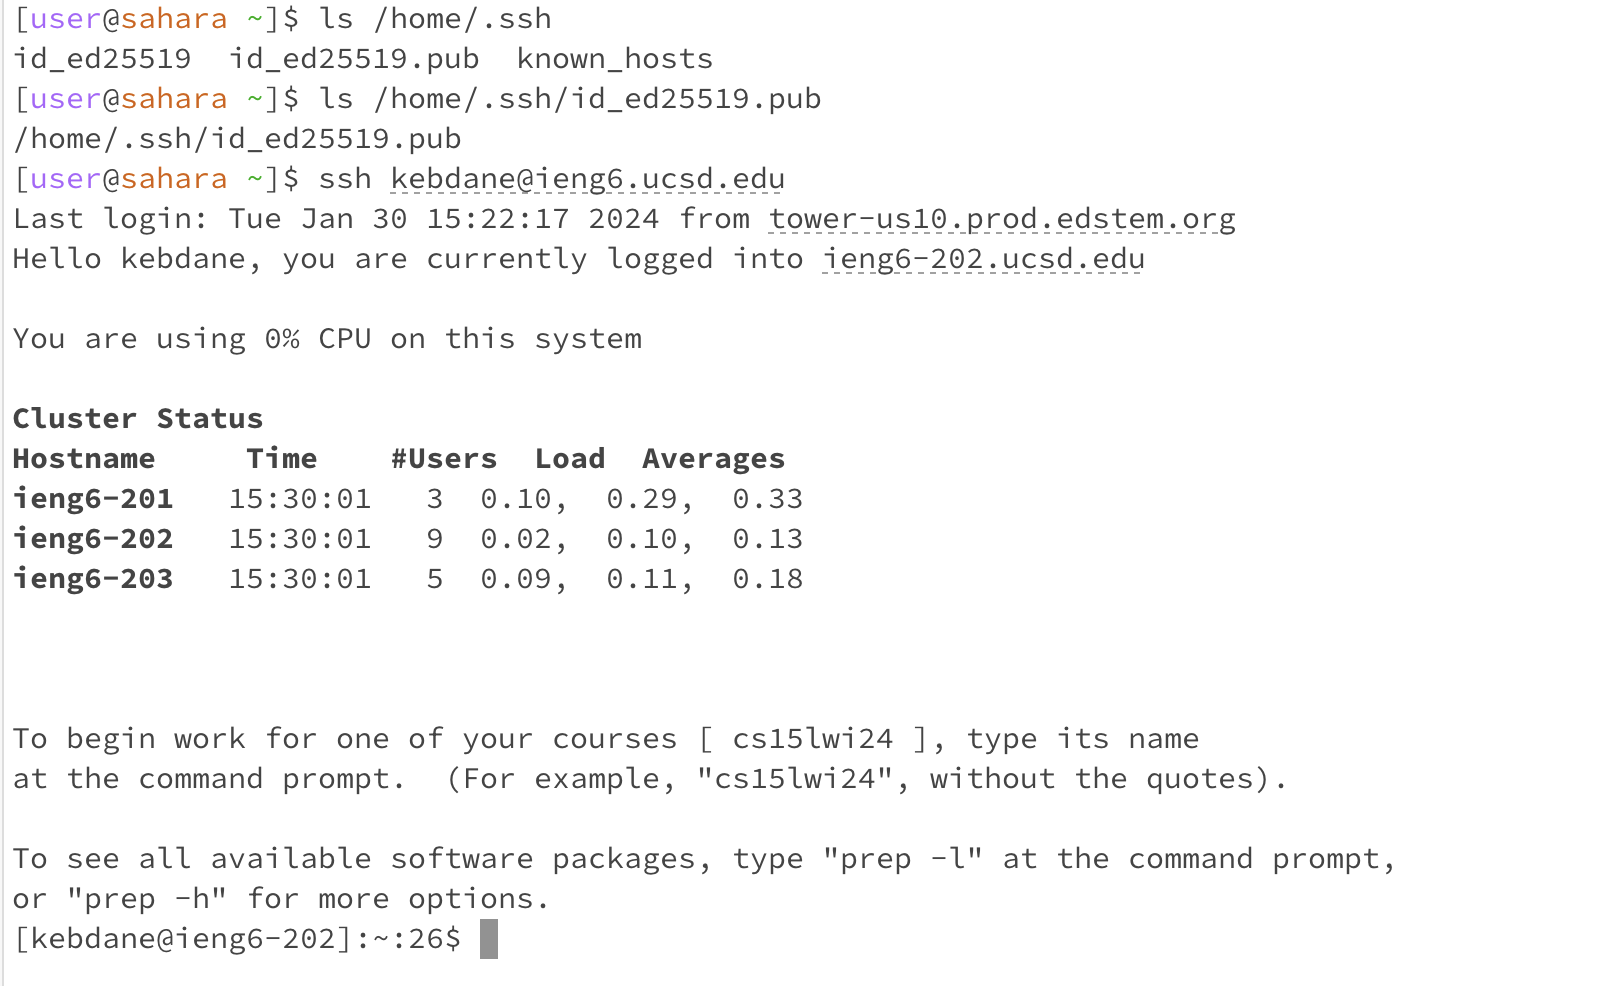 [user@sahara ~]$ ls /home/.ssh
id_ed25519  id_ed25519.pub  known_hosts
[user@sahara ~]$ ls /home/.ssh/id_ed25519.pub
/home/.ssh/id_ed25519.pub
[user@sahara ~]$ ssh kebdane@ieng6.ucsd.edu
Last login: Tue Jan 30 15:22:17 2024 from tower-us10.prod.edstem.org
Hello kebdane, you are currently logged into ieng6-202.ucsd.edu
You are using 0% CPU on this system
Cluster Status
Hostname     Time    #Users  Load  Averages
ieng6-201   15:30:01   3  0.10,  0.29,  0.33
ieng6-202   15:30:01   9  0.02,  0.10,  0.13
ieng6-203   15:30:01   5  0.09,  0.11,  0.18
To begin work for one of your courses [ cs15lwi24 ], type its name
at the command prompt.  (For example, "cs15lwi24", without the quotes).
To see all available software packages, type "prep -l" at the command prompt,
or "prep -h" for more options.
[kebdane@ieng6-202]:~:26$